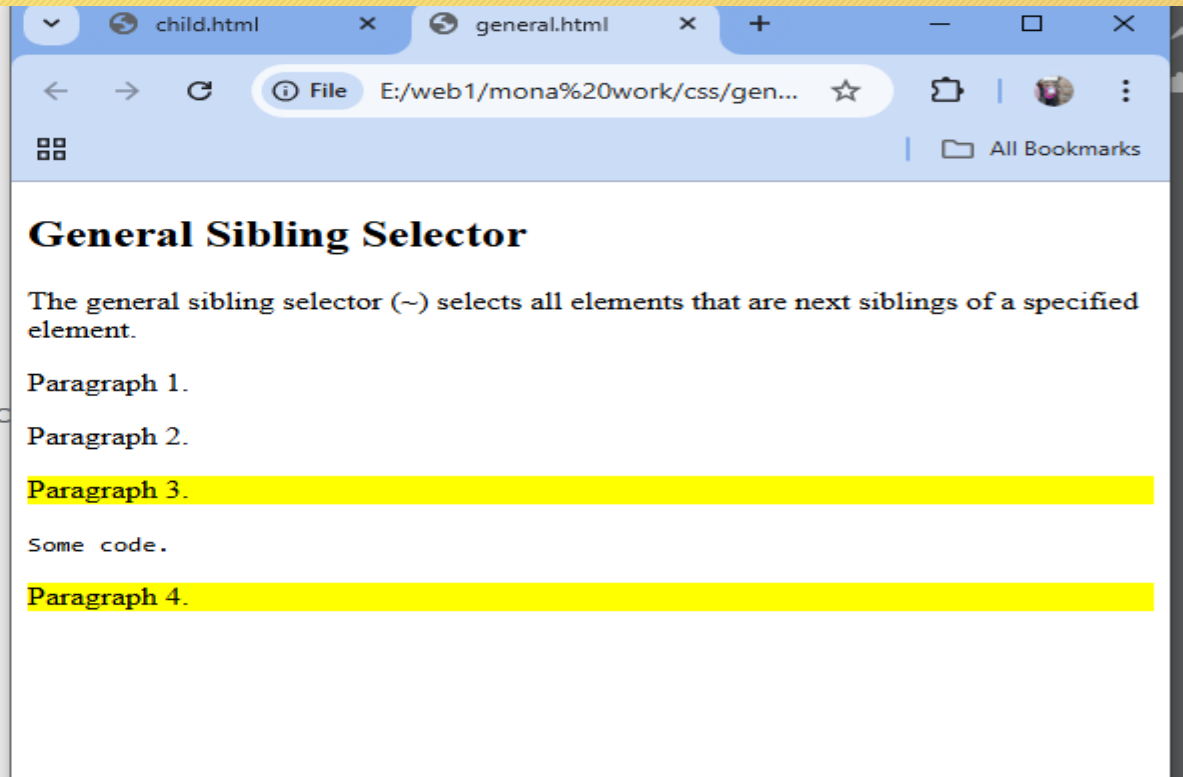 child.html
general.html
File E:/web1/mona%20work/css/gen...
All Bookmarks
General Sibling Selector
The general sibling selector (~) selects all elements that are next siblings of a specified
element.
Paragraph 1.
Paragraph 2.
Paragraph 3.
Some code.
Paragraph 4.